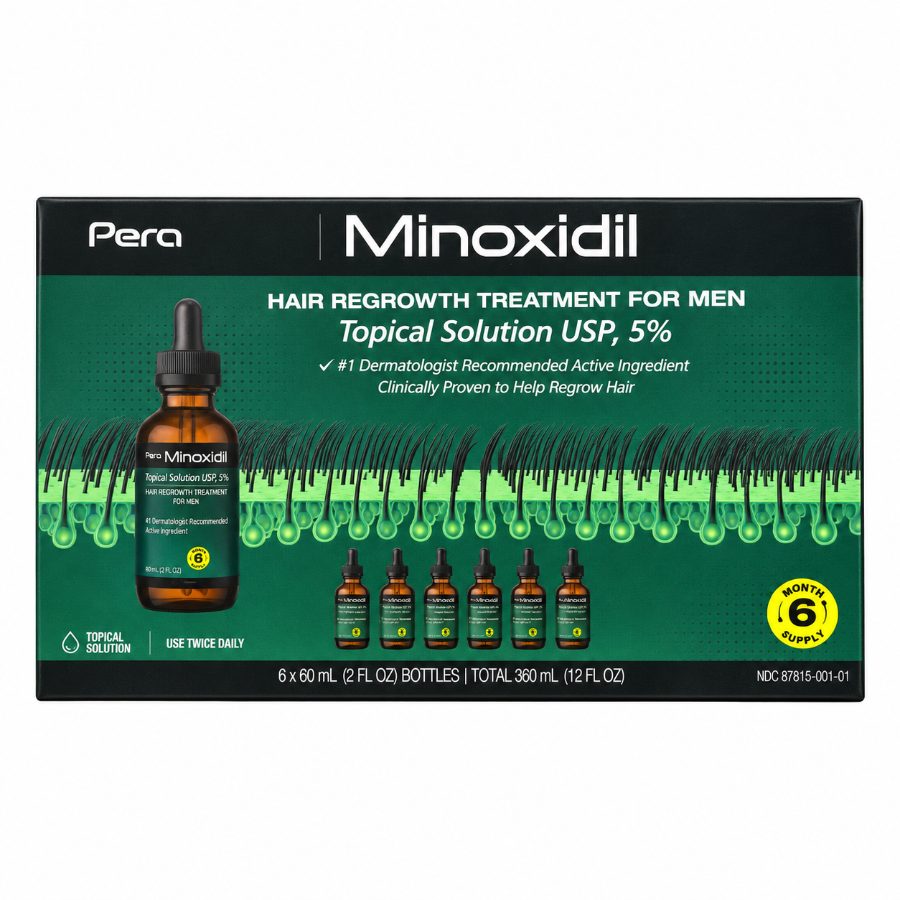 Pera | Minoxidil
HAIR REGROWTH TREATMENT FOR MEN
Topical Solution USP, 5%
✓ #1 Dermatologist Recommended Active Ingredient
Clinically Proven to Help Regrow Hair
Pera Minoxidil
Topical Solution USP, 5%
HAIR REGROWTH TREATMENT
FOR MEN
#1 Dermatologist Recommended
Active Ingredient
MONTH
6
SUPPLY
60mL (2 FL OZ)
MONTH
6
SUPPLY
TOPICAL
SOLUTION
USE TWICE DAILY
6 x 60 mL (2 FL OZ) BOTTLES | TOTAL 360 mL (12 FL OZ)
NDC 87815-001-01